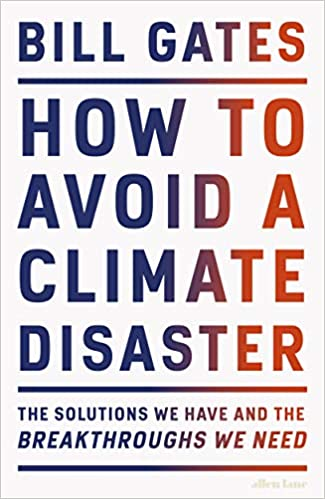 BILL GATES
HOW TO
AVOID A
CLIMATE
DISASTER
THE SOLUTIONS WE HAVE AND THE
BREAKTHROUGHS WE NEED
allen lane